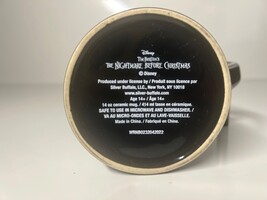 Disney
Tim Burton's
THE NIGHTMARE BEFORE CHRISTMAS
© Disney
Produced under licence by / Produit sous licence par
Silver Buffalo, LLC, New York, NY 10018
www.silver-buffalo.com
Age 14+ / Âge 14+
14 oz ceramic mug. / 414 ml tasse en céramique.
SAFE TO USE IN MICROWAVE AND DISHWASHER. /
VA AU MICRO-ONDES ET AU LAVE-VAISSELLE.
Made in China. / Fabriqué en China.